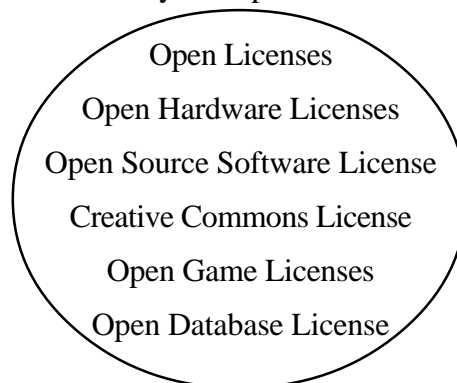 Open Licenses
Open Hardware Licenses
Open Source Software License
Creative Commons License
Open Game Licenses
Open Database License